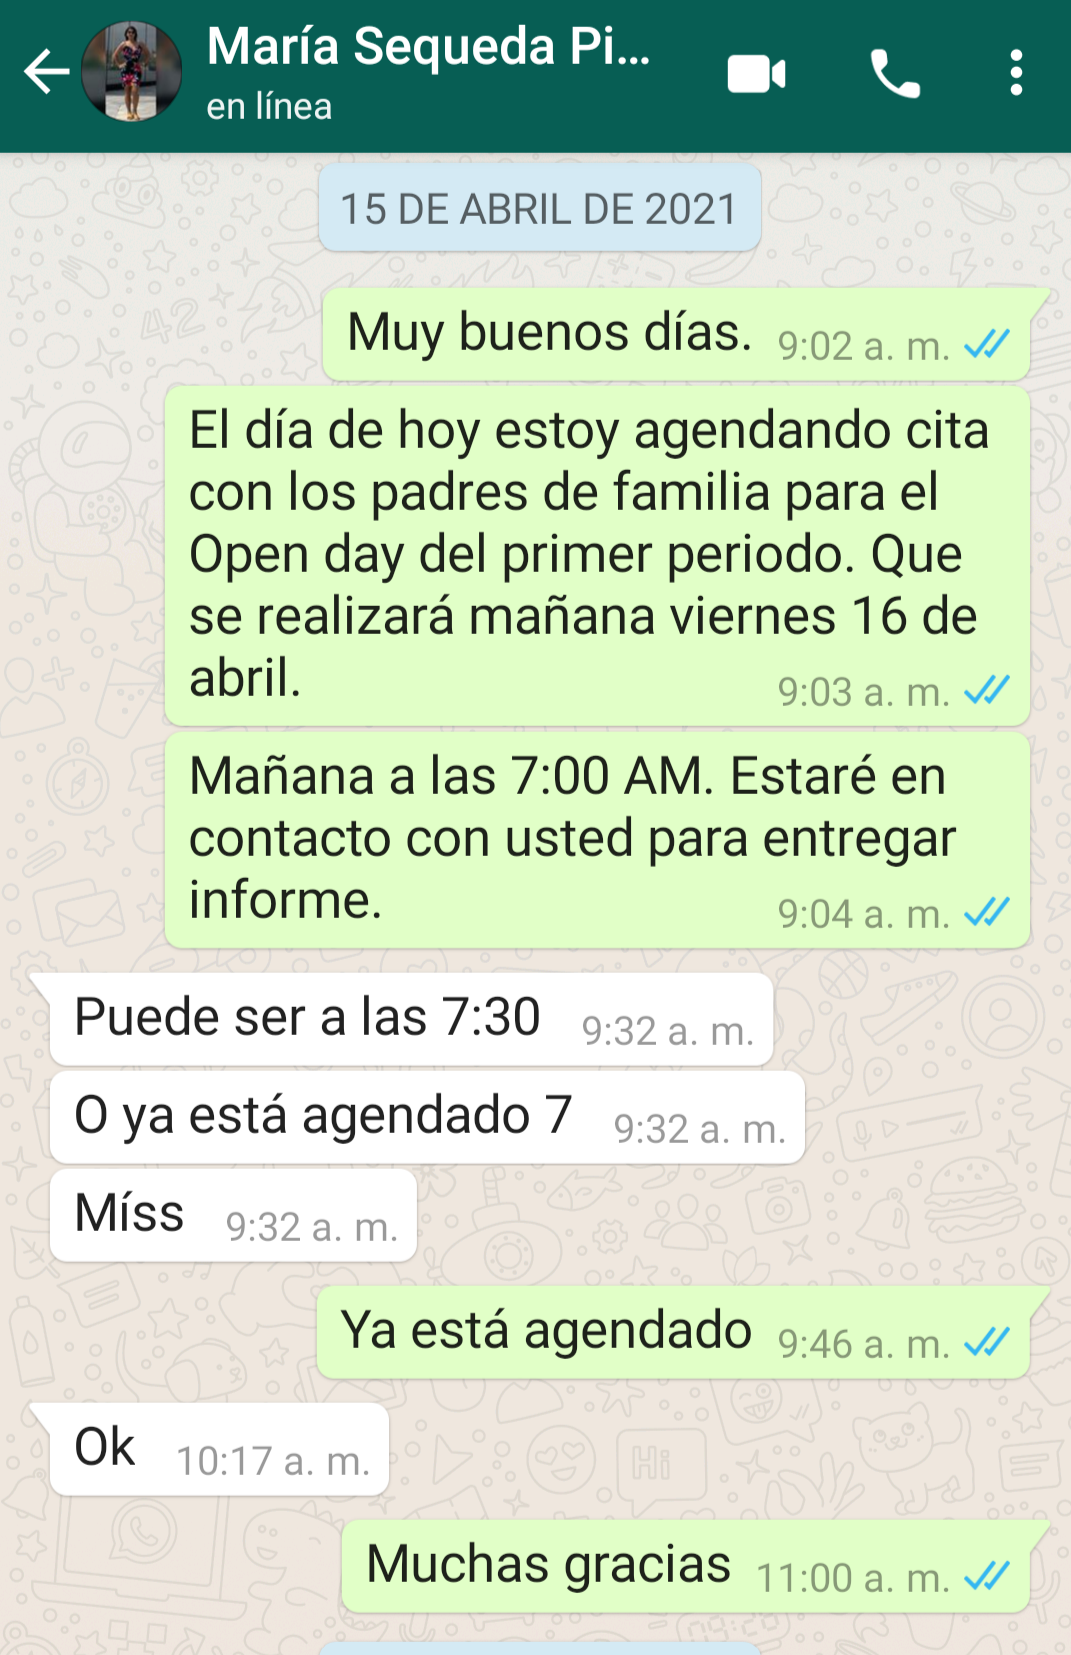 María Sequeda Pi...
en línea
15 DE ABRIL DE 2021
Muy buenos días. 9:02 a. m.
El día de hoy estoy agendando cita
con los padres de familia para el
Open day del primer periodo. Que
se realizará mañana viernes 16 de
abril. 9:03 a. m.
Mañana a las 7:00 AM. Estaré en
contacto con usted para entregar
informe. 9:04 a. m.
Puede ser a las 7:30 9:32 a. m.
O ya está agendado 7 9:32 a. m.
Míss 9:32 a. m.
Ya está agendado 9:46 a. m.
Ok 10:17 a. m.
Muchas gracias 11:00 a. m.